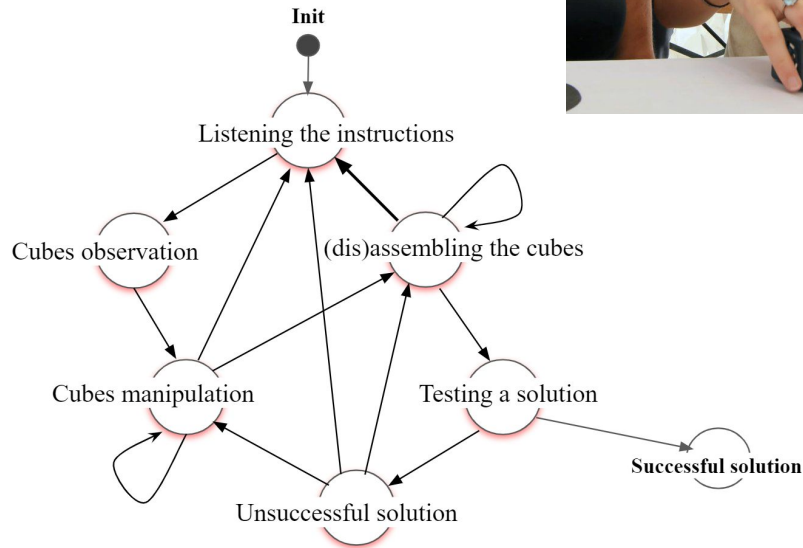 Init
Listening the instructions
Cubes observation
(dis)assembling the cubes
Cubes manipulation
Testing a solution
Successful solution
Unsuccessful solution